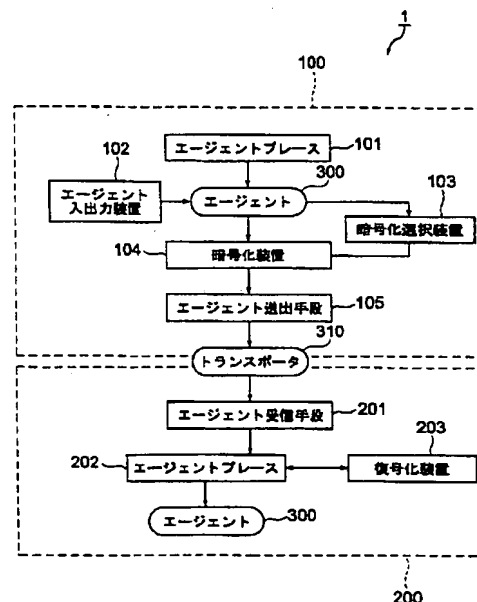 1
100
エージェントプレース
101
102
エージェント
入出力装置
エージェント
300
103
暗号化選択装置
104
暗号化装置
エージェント送出手段
105
310
トランスポータ
エージェント受信手段
201
202
エージェントプレース
203
復号化装置
エージェント
300
200